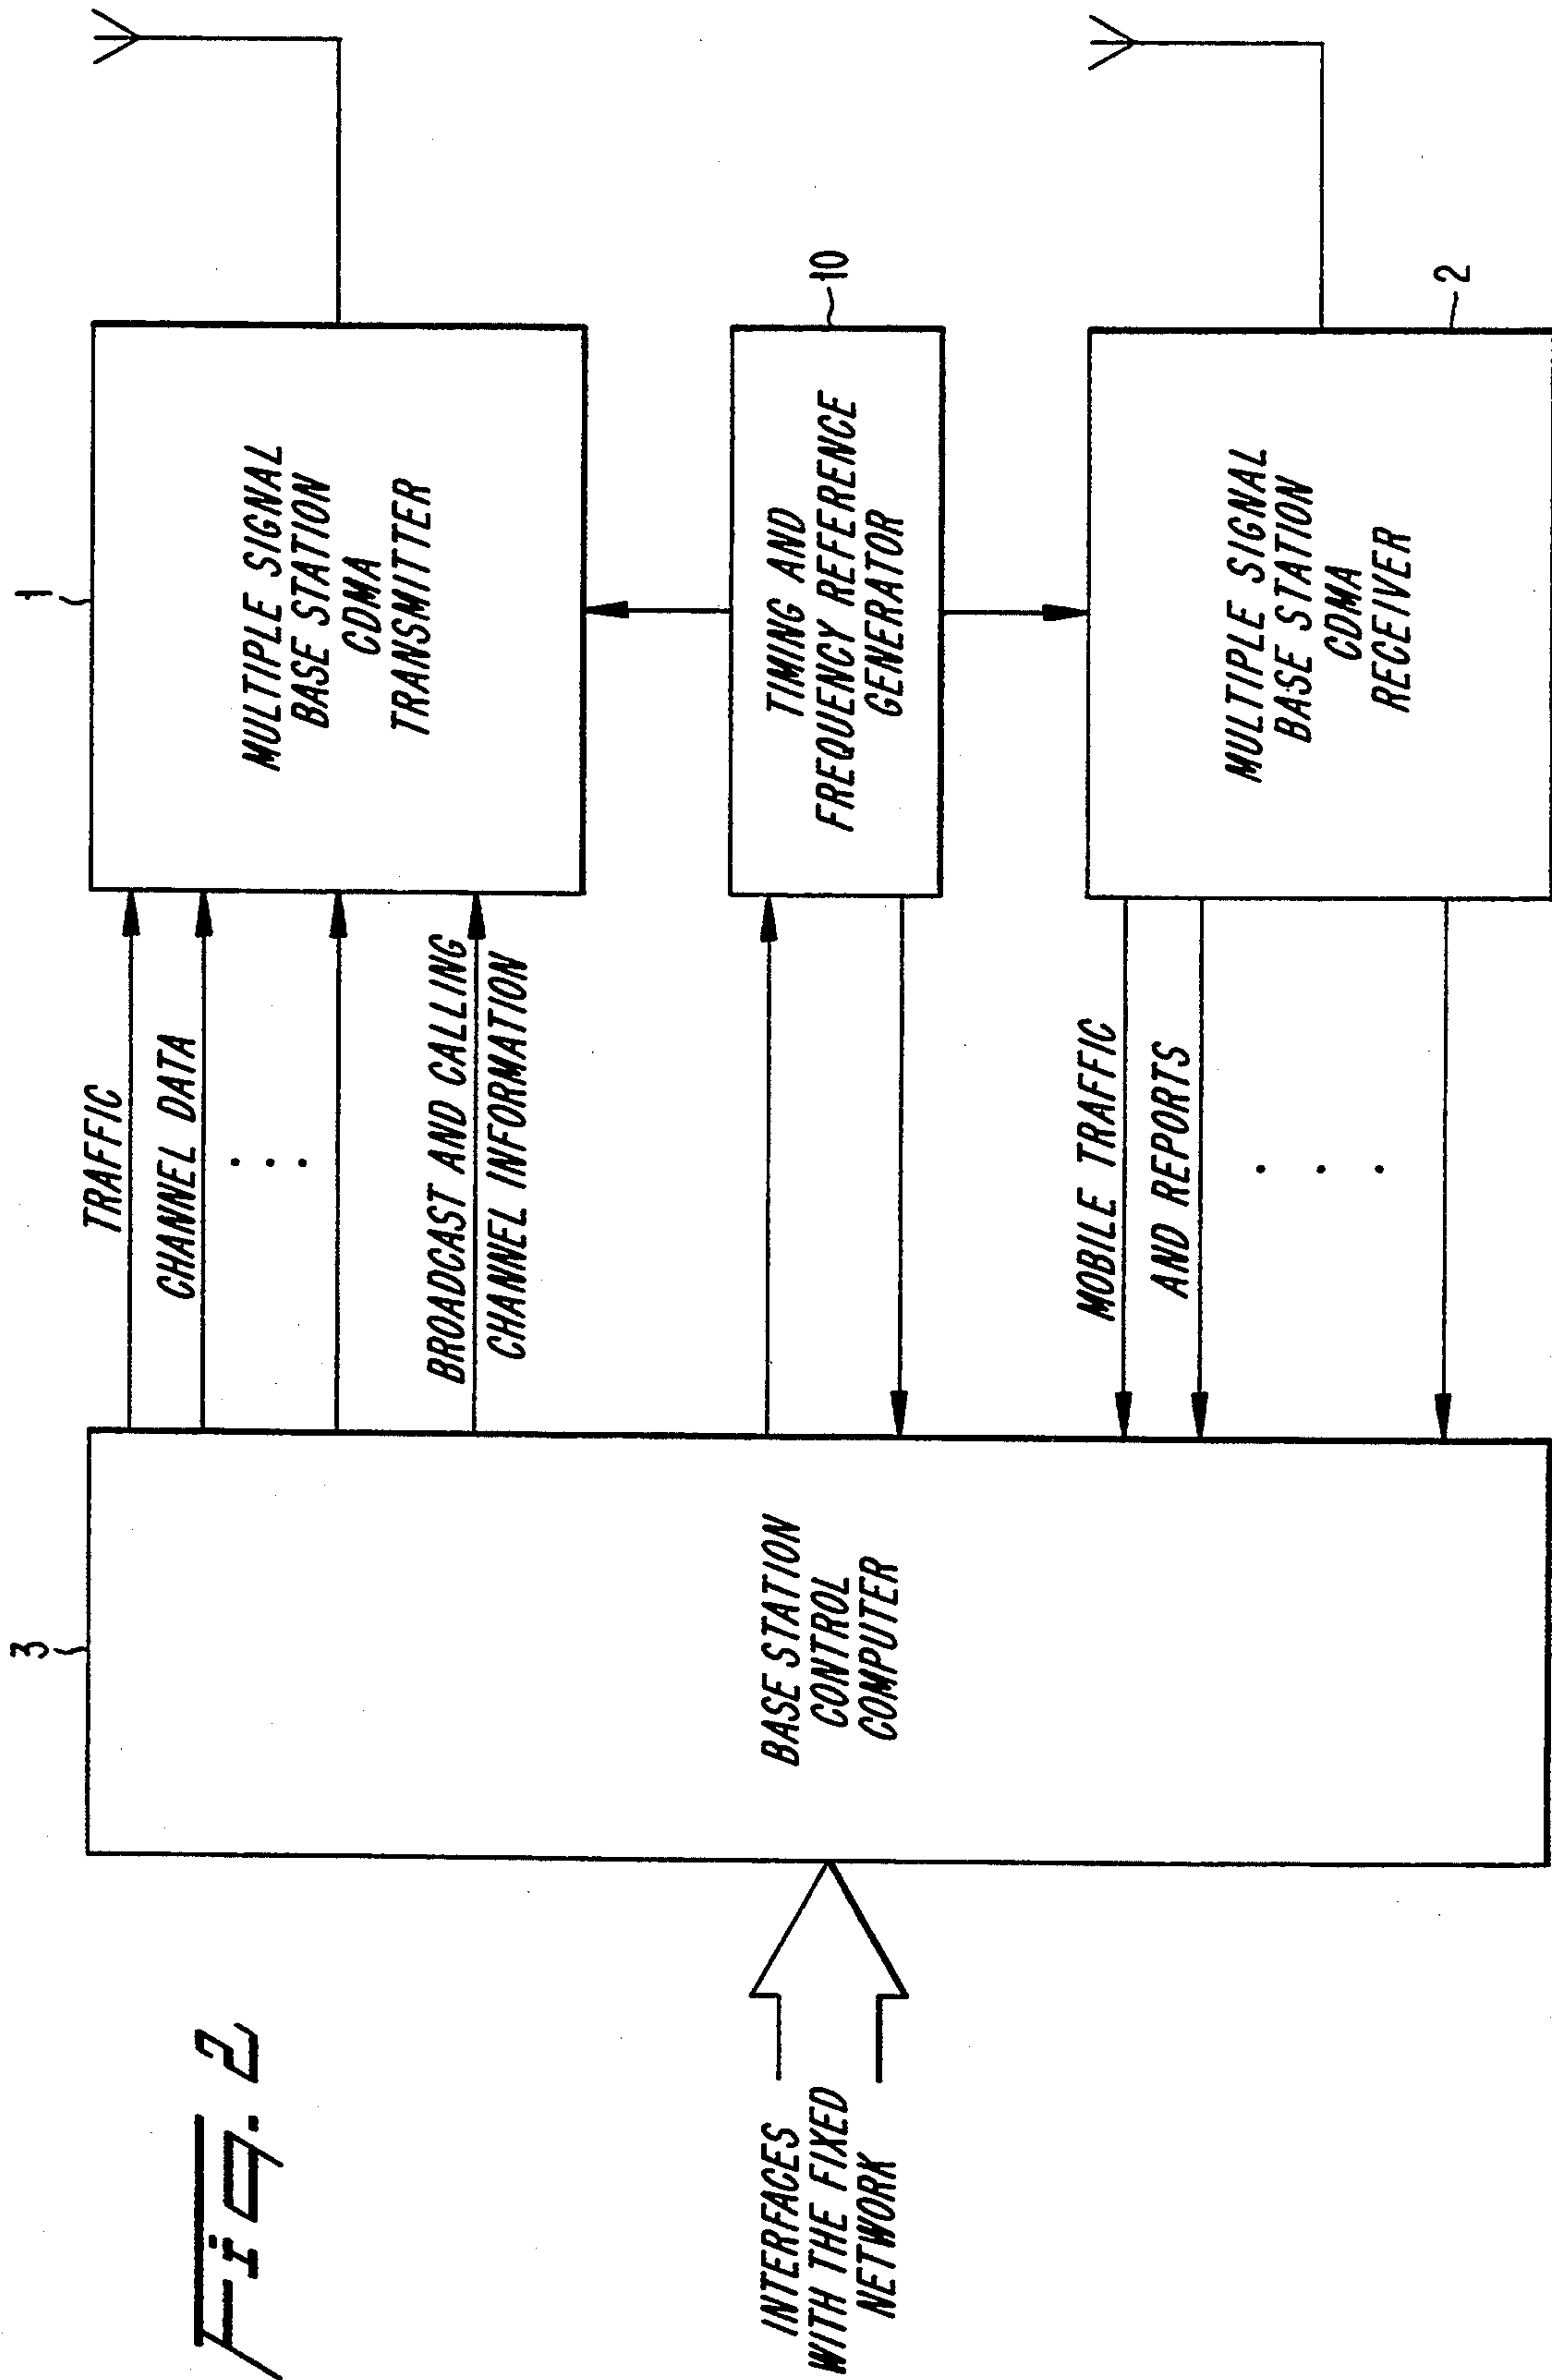 Fig. 2
INTERFACES
WITH THE FIXED
NETWORK
3
BASE STATION
CONTROL
COMPUTER
TRAFFIC
CHANNEL DATA
BROADCAST AND CALLING
CHANNEL INFORMATION
MOBILE TRAFFIC
AND REPORTS
1
MULTIPLE SIGNAL
BASE STATION
CDMA
TRANSMITTER
10
TIMING AND
FREQUENCY REFERENCE
GENERATOR
2
MULTIPLE SIGNAL
BASE STATION
CDMA
RECEIVER